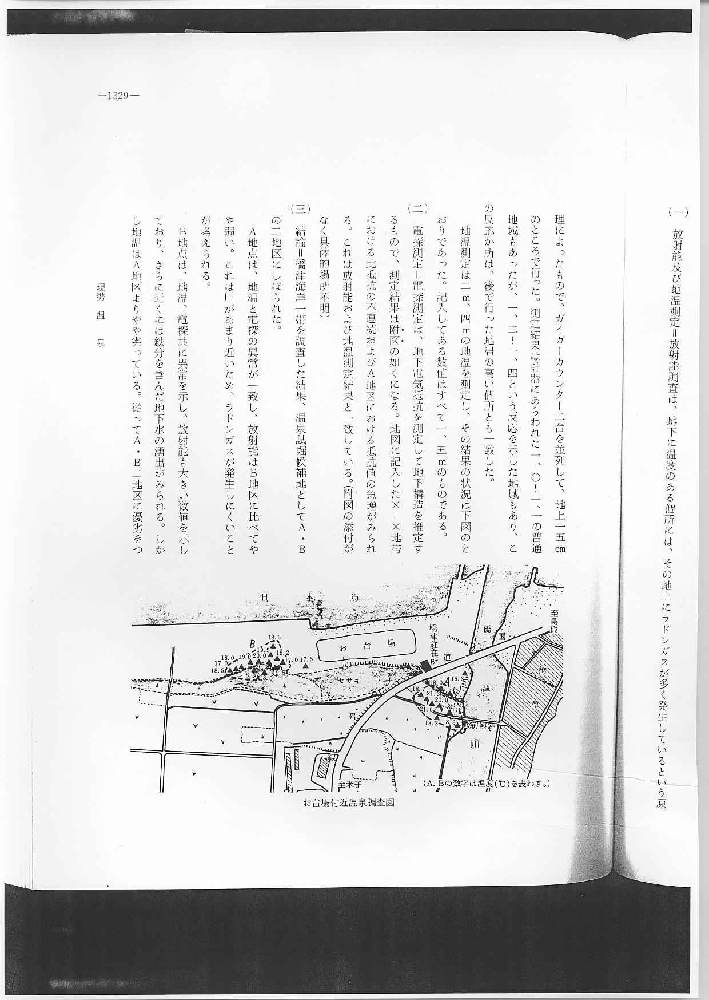 (一) 放射能及び地温測定＝放射能調査は、地下に温度のある個所には、その地上にラドンガスが多く発生しているという原
理によったもので、ガイガーカウンター二台を並列して、地上一五cm
のところで行った。測定結果は計器にあらわれた一、〇〜一、一の普通
地域もあったが、一、二〜一、四という反応を示した地域もあり、こ
の反応か所は、後で行った地温の高い個所とも一致した。
地温測定は二m、四mの地温を測定し、その結果の状況は下図のと
おりであった。記入してある数値はすべて一、五mのものである。
(二) 電探測定＝電探測定は、地下電気抵抗を測定して地下構造を推定す
るもので、測定結果は附図の如くになる。地図に記入した×―×地帯
における比抵抗の不連続およびA地区における抵抗値の急増がみられ
る。これは放射能および地温測定結果と一致している。(附図の添付が
なく具体的場所不明)
(三) 結論＝橋津海岸一帯を調査した結果、温泉試堀候補地としてA・B
の二地区にしぼられた。
A地点は、地温と電探の異常が一致し、放射能はB地区に比べてや
や弱い。これは川があまり近いため、ラドンガスが発生しにくいこと
が考えられる。
B地点は、地温、電探共に異常を示し、放射能も大きい数値を示し
ており、さらに近くには鉄分を含んだ地下水の湧出がみられる。しか
し地温はA地区よりやや劣っている。従ってA・B二地区に優劣をつ
現勢 温 泉
—1329—
日 本 海
至鳥取
橋津駐在所
お 台 場
国 道 九 号 線
橋 津 川
橋 津
セサキ
海岸橋
至米子
B
18.5
19.5
18.2
18.0
19.0
20.0
17.0
17.5
17.0
18.5
20.0
19.5
18.3
18.0
A
16.3
18.0
17.1
18.7
21.3
20.0
21.6
22.3
18.2
18.8
(A. Bの数字は温度(℃)を表わす。)
お台場付近温泉調査図